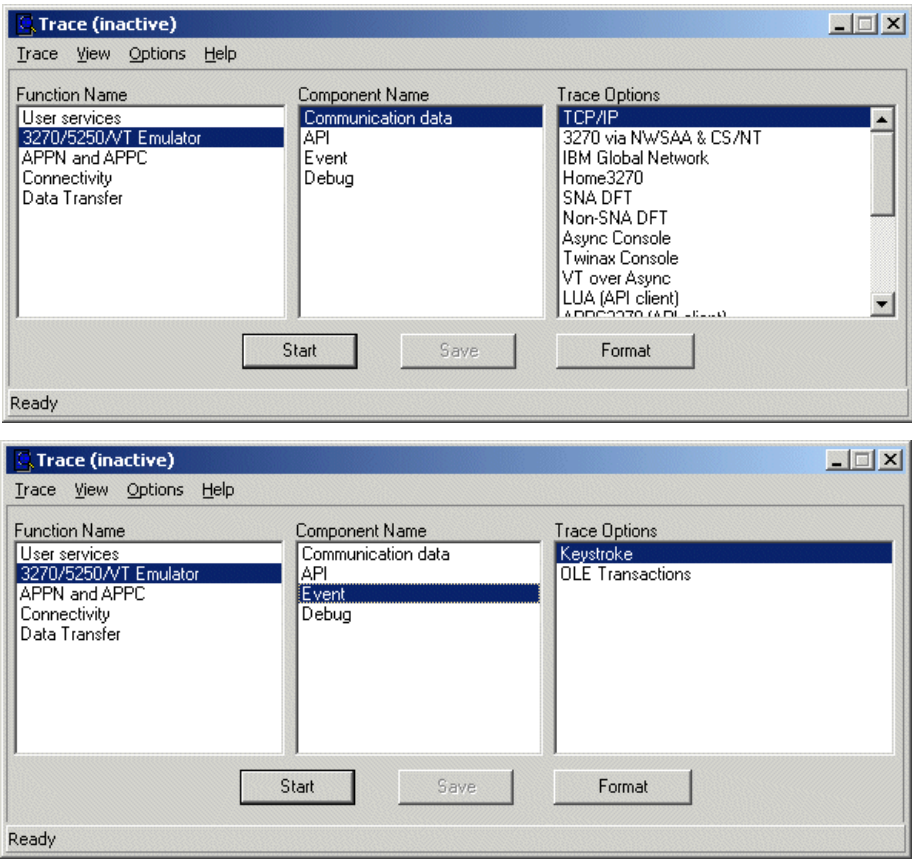 Trace (inactive)
Trace View Options Help
Function Name
User services
3270/5250/VT Emulator
APPN and APPC
Connectivity
Data Transfer
Component Name
Communication data
API
Event
Debug
Trace Options
TCP/IP
3270 via NWSAA & CS/NT
IBM Global Network
Home3270
SNA DFT
Non-SNA DFT
Async Console
Twinax Console
VT over Async
LUA (API client)
Start Save Format
Ready
Trace (inactive)
Trace View Options Help
Function Name
User services
3270/5250/VT Emulator
APPN and APPC
Connectivity
Data Transfer
Component Name
Communication data
API
Event
Debug
Trace Options
Keystroke
OLE Transactions
Start Save Format
Ready